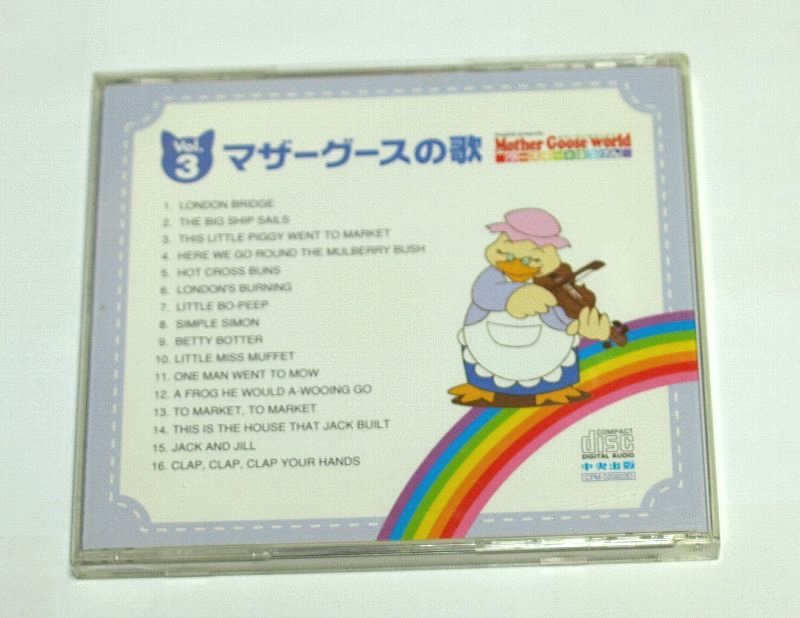 Vol.
3
マザーグースの歌
Mother Goose world
1. LONDON BRIDGE
2. THE BIG SHIP SAILS
3. THIS LITTLE PIGGY WENT TO MARKET
4. HERE WE GO ROUND THE MULBERRY BUSH
5. HOT CROSS BUNS
6. LONDON'S BURNING
7. LITTLE BO-PEEP
8. SIMPLE SIMON
9. BETTY BOTTER
10. LITTLE MISS MUFFET
11. ONE MAN WENT TO MOW
12. A FROG HE WOULD A-WOOING GO
13. TO MARKET, TO MARKET
14. THIS IS THE HOUSE THAT JACK BUILT
15. JACK AND JILL
16. CLAP, CLAP, CLAP YOUR HANDS
COMPACT
disc
DIGITAL AUDIO
中央出版